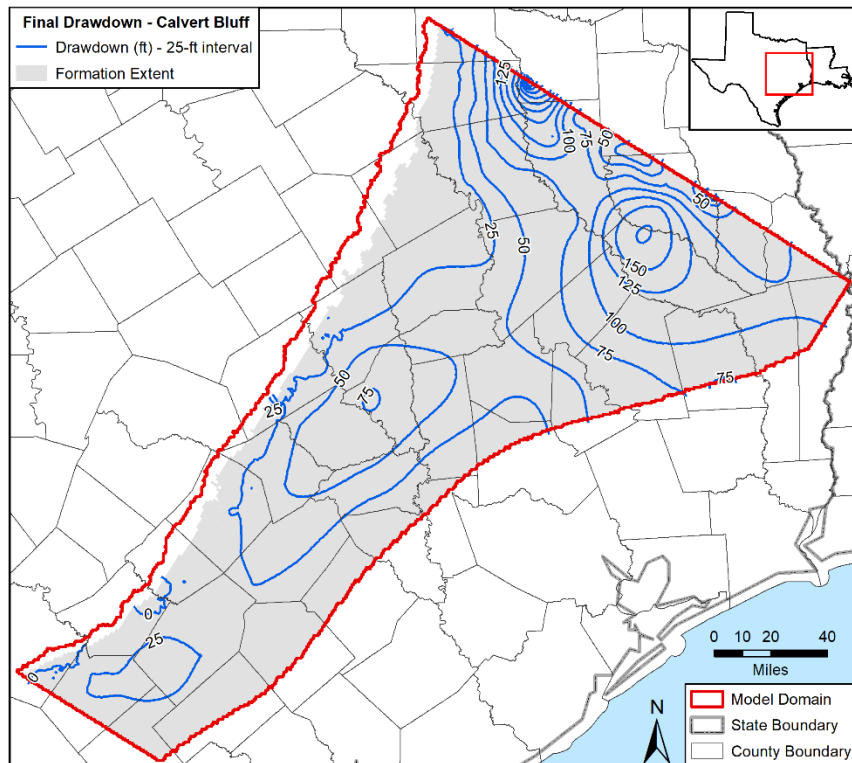 Final Drawdown - Calvert Bluff
Drawdown (ft) - 25-ft interval
Formation Extent
125
100
75
50
50
25
50
150
125
100
75
75
50
75
25
0
25
0
0 10 20 40
Miles
N
Model Domain
State Boundary
County Boundary